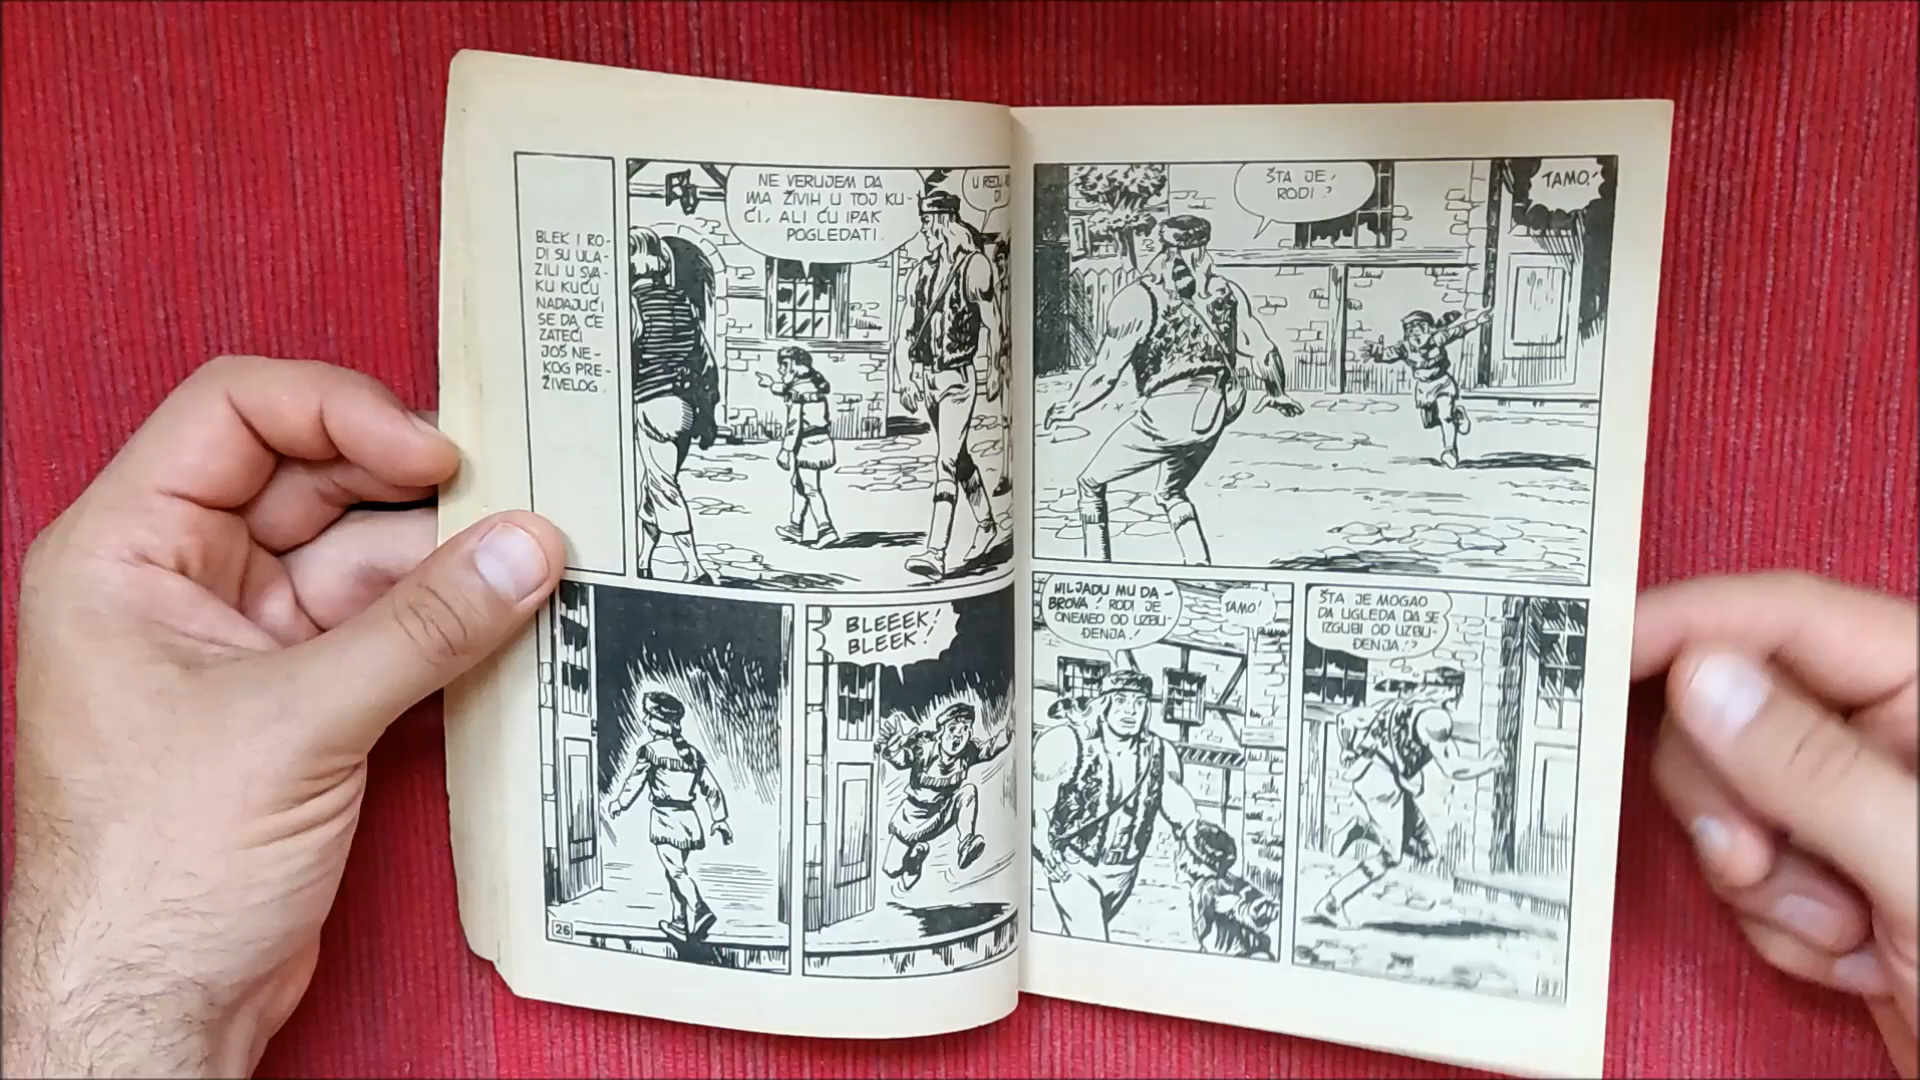 BLEK I RO-
DI SU ULA-
ZILI U SVA-
KU KUĆU
NADAJUĆI
SE DA ĆE
ZATEĆI
JOŠ NE-
KOG PRE-
ŽIVELOG.
NE VERUJEM DA
IMA ŽIVIH U TOJ KU-
ĆI, ALI ĆU IPAK
POGLEDATI.
U REDU
BLEEEK!
BLEEK!
26
ŠTA JE,
RODI?
TAMO!
HILJADU MU DA-
BROVA! RODI JE
ONEMEO OD UZBU-
ĐENJA!
TAMO!
ŠTA JE MOGAO
DA UGLEDA DA SE
IZGUBI OD UZBU-
ĐENJA?